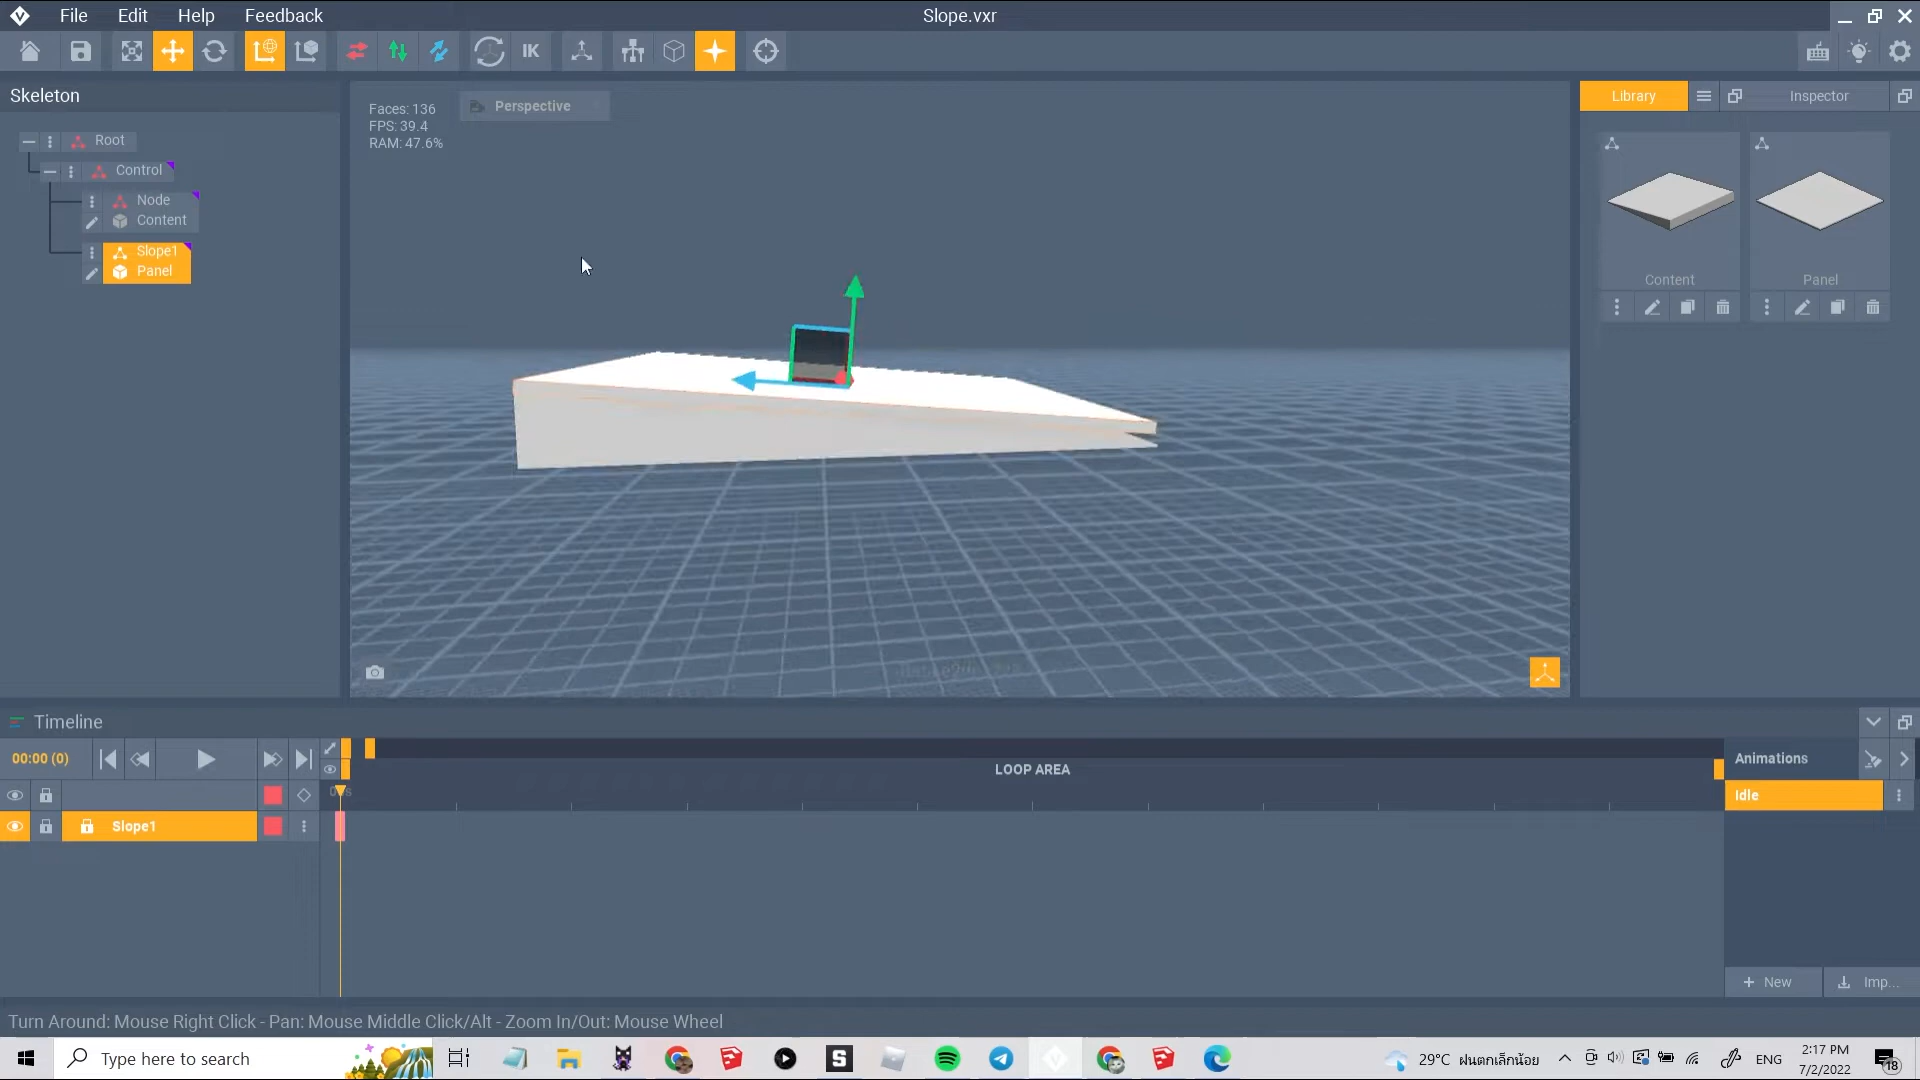 File Edit Help Feedback
Slope.vxr
IK
Skeleton
Root
Control
Node
Content
Slope1
Panel
Faces: 136
FPS: 39.4
RAM: 47.6%
Perspective
Library
Inspector
Content
Panel
Timeline
00:00 (0)
LOOP AREA
Animations
Idle
Slope1
New
Imp...
Turn Around: Mouse Right Click - Pan: Mouse Middle Click/Alt - Zoom In/Out: Mouse Wheel
Type here to search
S
29°C ฝนตกเล็กน้อย
ENG
2:17 PM
7/2/2022
18